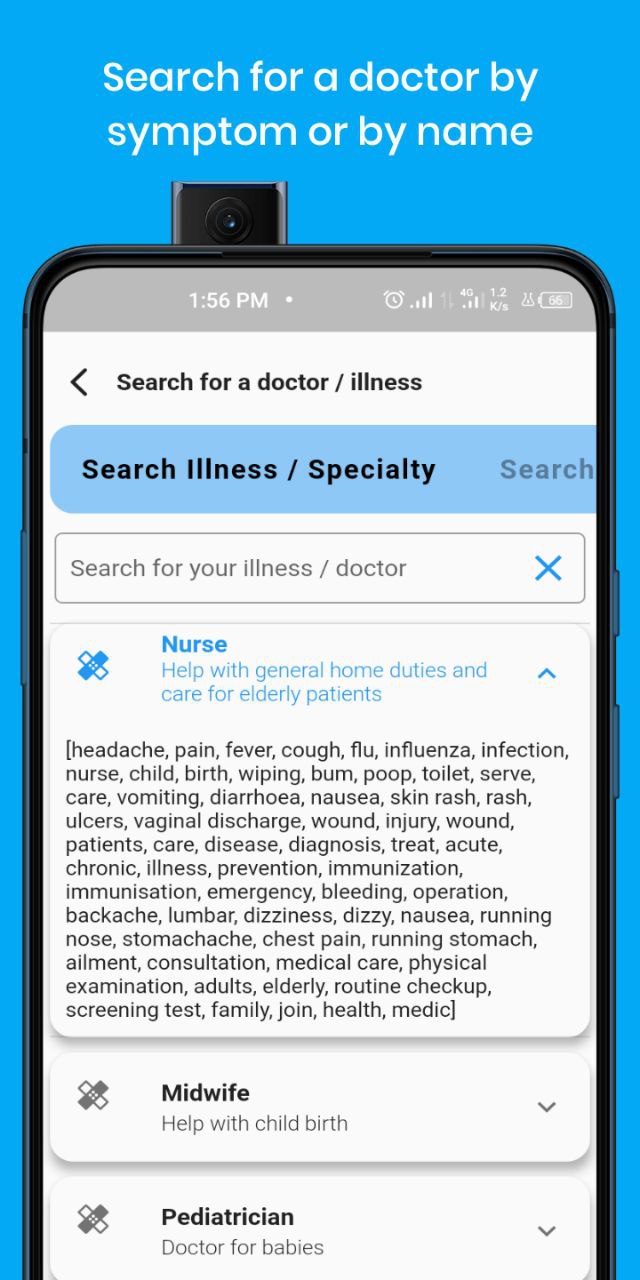 Search for a doctor by
symptom or by name
1:56 PM •
4G
1.2
K/s
66
Search for a doctor / illness
Search Illness / Specialty
Search
Search for your illness / doctor
Nurse
Help with general home duties and
care for elderly patients
[headache, pain, fever, cough, flu, influenza, infection,
nurse, child, birth, wiping, bum, poop, toilet, serve,
care, vomiting, diarrhoea, nausea, skin rash, rash,
ulcers, vaginal discharge, wound, injury, wound,
patients, care, disease, diagnosis, treat, acute,
chronic, illness, prevention, immunization,
immunisation, emergency, bleeding, operation,
backache, lumbar, dizziness, dizzy, nausea, running
nose, stomachache, chest pain, running stomach,
ailment, consultation, medical care, physical
examination, adults, elderly, routine checkup,
screening test, family, join, health, medic]
Midwife
Help with child birth
Pediatrician
Doctor for babies